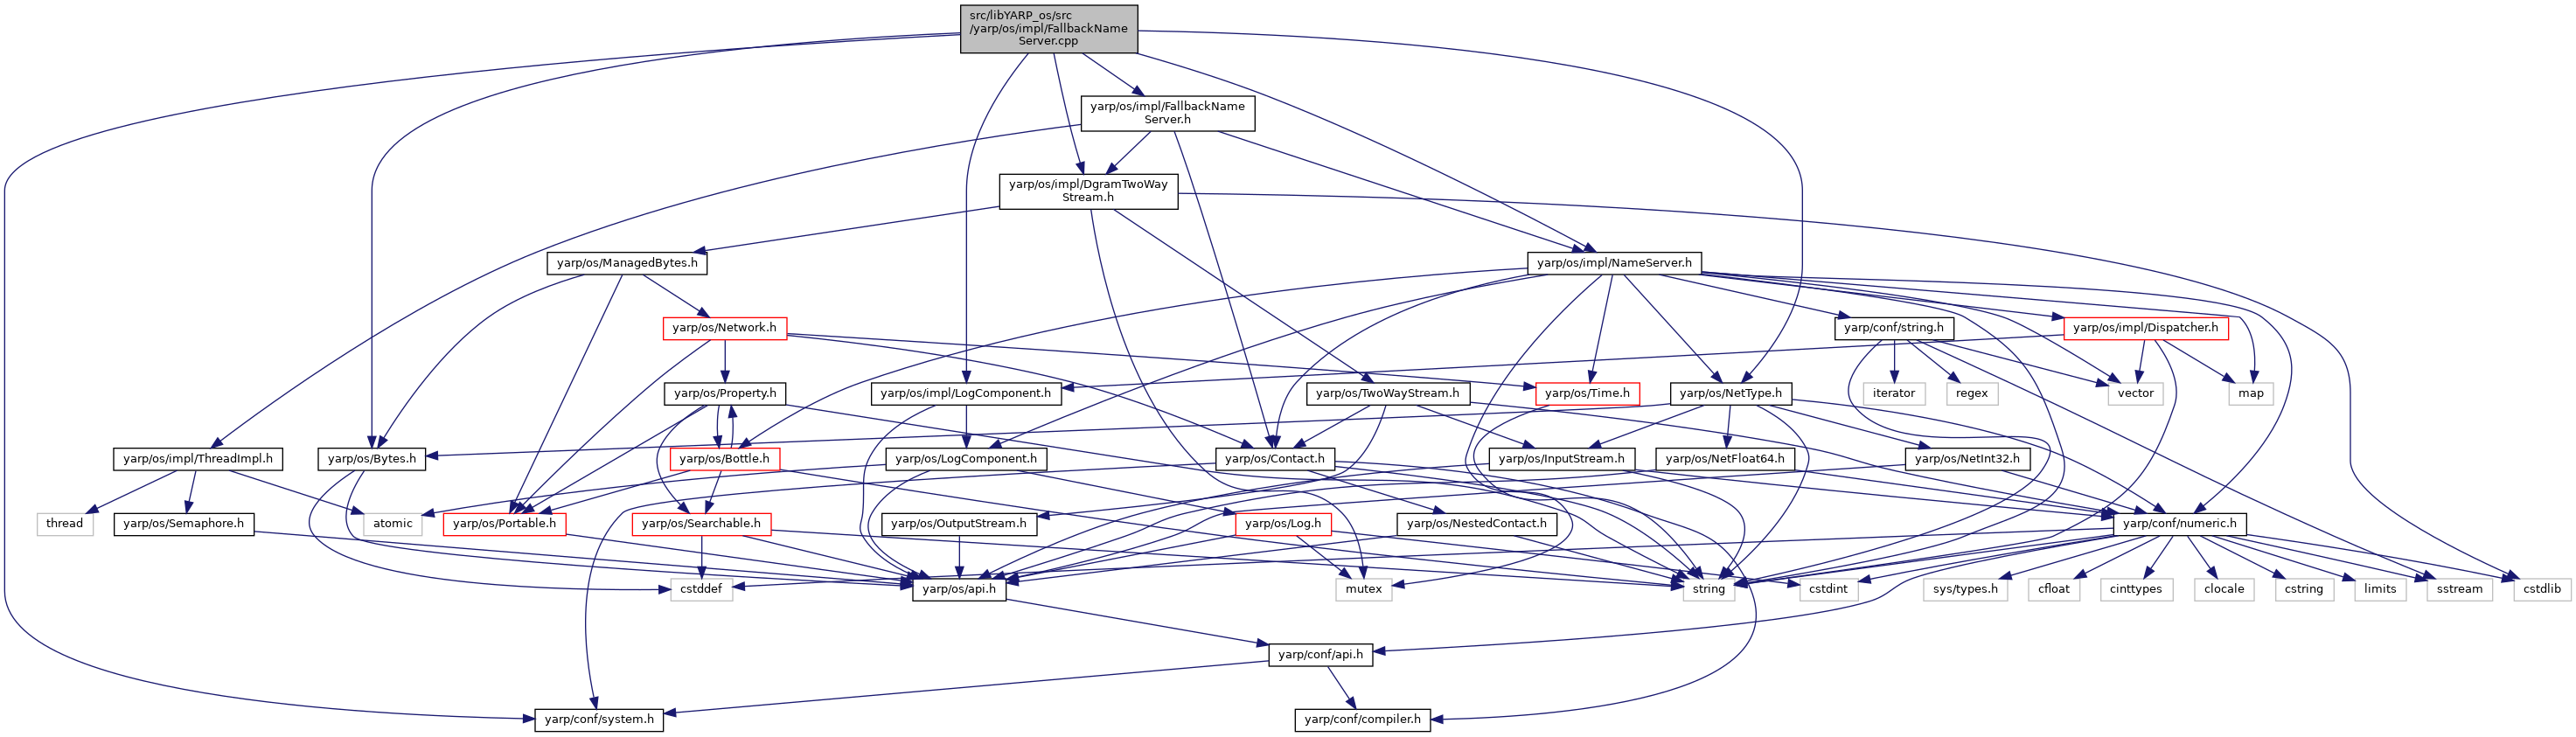 src/libYARP_os/src
/yarp/os/impl/FallbackName
Server.cpp
yarp/os/impl/FallbackName
Server.h
yarp/os/impl/DgramTwoWay
Stream.h
yarp/os/ManagedBytes.h
yarp/os/impl/NameServer.h
yarp/os/Network.h
yarp/conf/string.h
yarp/os/impl/Dispatcher.h
yarp/os/Property.h
yarp/os/impl/LogComponent.h
yarp/os/TwoWayStream.h
yarp/os/Time.h
yarp/os/NetType.h
iterator
regex
vector
map
yarp/os/impl/ThreadImpl.h
yarp/os/Bytes.h
yarp/os/Bottle.h
yarp/os/LogComponent.h
yarp/os/Contact.h
yarp/os/InputStream.h
yarp/os/NetFloat64.h
yarp/os/NetInt32.h
thread
yarp/os/Semaphore.h
atomic
yarp/os/Portable.h
yarp/os/Searchable.h
yarp/os/OutputStream.h
yarp/os/Log.h
yarp/os/NestedContact.h
yarp/conf/numeric.h
cstddef
yarp/os/api.h
mutex
string
cstdint
sys/types.h
cfloat
cinttypes
clocale
cstring
limits
sstream
cstdlib
yarp/conf/api.h
yarp/conf/system.h
yarp/conf/compiler.h